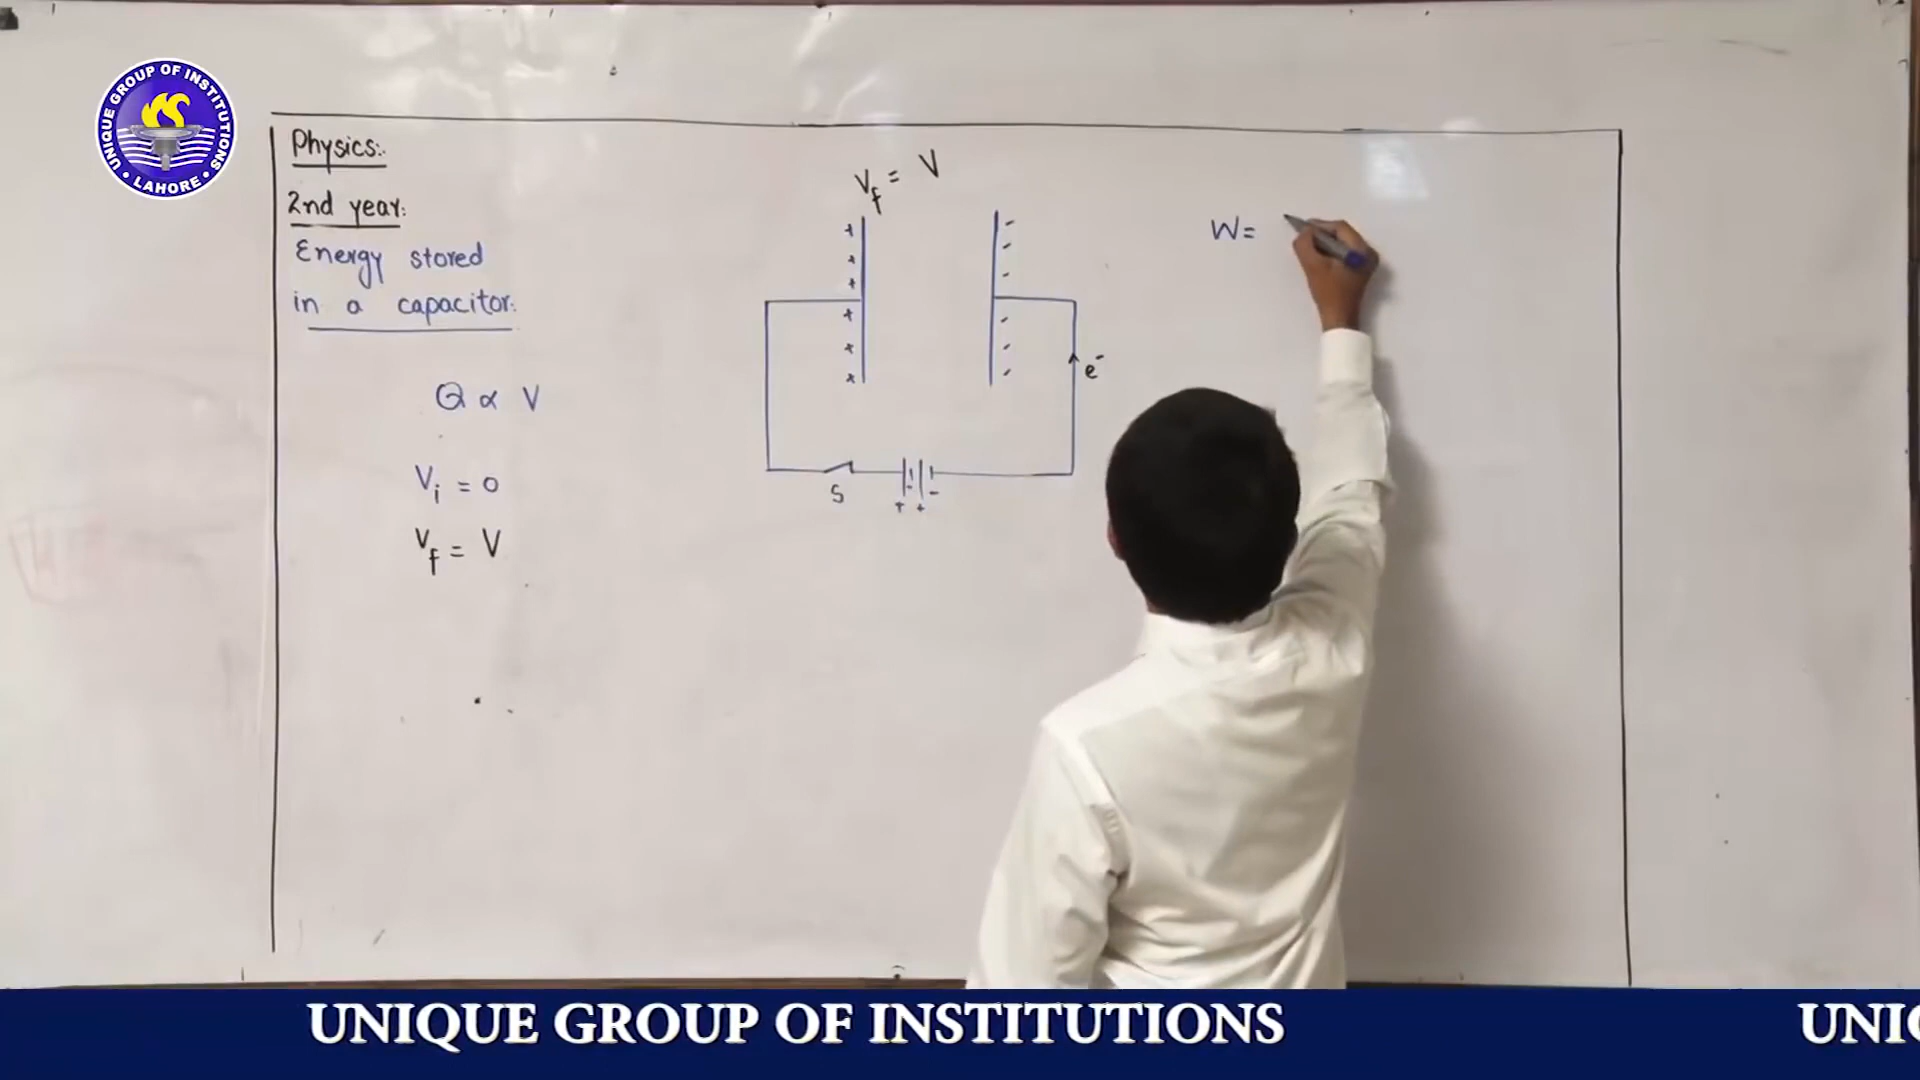 UNIQUE GROUP OF INSTITUTIONS
• LAHORE •
Physics:.
2nd year:
Energy stored
in a capacitor:
Q ∝ V
Vi = 0
Vf = V
Vf = V
+ -
+ -
+ -
+ -
+ -
+ -
e⁻
S
+ + -
W=
UNIQUE GROUP OF INSTITUTIONS
UNIQ